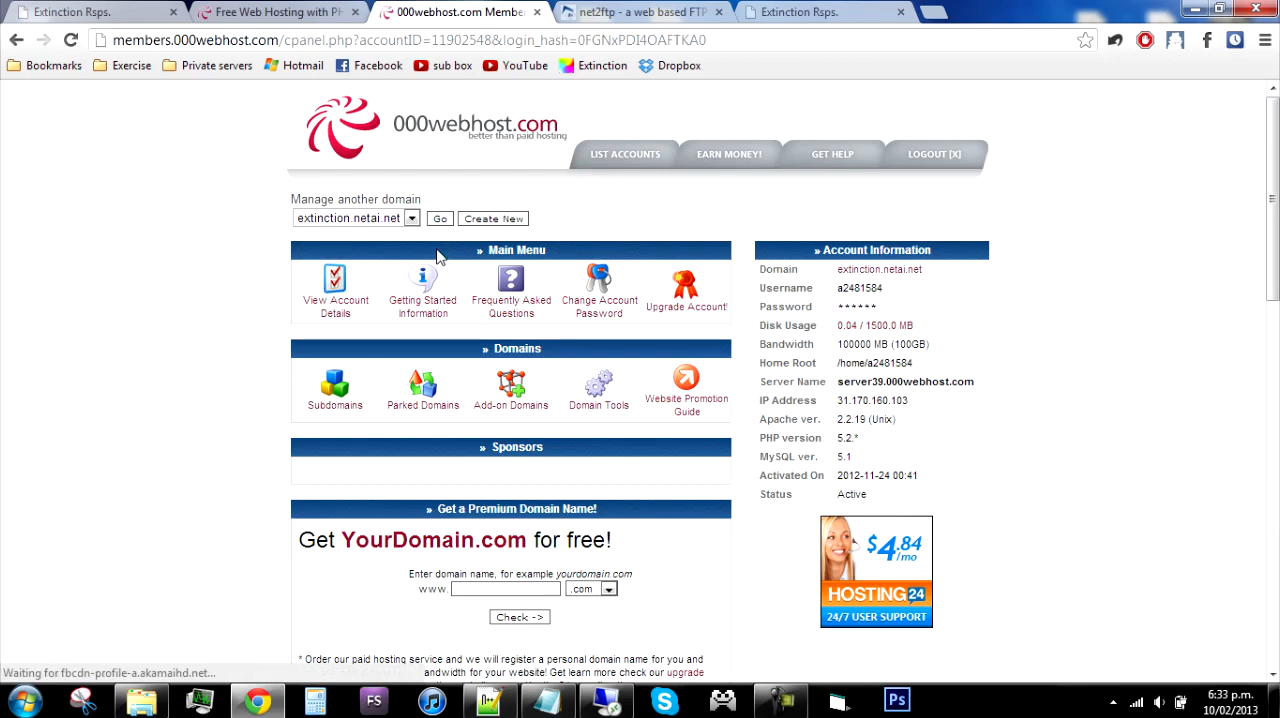 Extinction Rsps.
Free Web Hosting with PH
000webhost.com Membe
net2ftp - a web based FTP
Extinction Rsps.
members.000webhost.com/cpanel.php?accountID=11902548&login_hash=0FGNxPDI4OAFTKA0
Bookmarks
Exercise
Private servers
Hotmail
Facebook
sub box
YouTube
Extinction
Dropbox
000webhost.com
better than paid hosting
LIST ACCOUNTS
EARN MONEY!
GET HELP
LOGOUT [X]
Manage another domain
extinction.netai.net
Go
Create New
» Main Menu
View Account Details
Getting Started Information
Frequently Asked Questions
Change Account Password
Upgrade Account!
» Domains
Subdomains
Parked Domains
Add-on Domains
Domain Tools
Website Promotion Guide
» Sponsors
» Get a Premium Domain Name!
Get YourDomain.com for free!
Enter domain name, for example yourdomain.com
www.
.com
Check ->
* Order our paid hosting service and we will register a personal domain name for you and
andwidth for your website! Get learn more check our upgrade
» Account Information
Domain extinction.netai.net
Username a2481584
Password ******
Disk Usage 0.04 / 1500.0 MB
Bandwidth 100000 MB (100GB)
Home Root /home/a2481584
Server Name server39.000webhost.com
IP Address 31.170.160.103
Apache ver. 2.2.19 (Unix)
PHP version 5.2.*
MySQL ver. 5.1
Activated On 2012-11-24 00:41
Status Active
$4.84
/mo
HOSTING 24
24/7 USER SUPPORT
Waiting for fbcdn-profile-a.akamaihd.net...
FS
Ps
6:33 p.m.
10/02/2013